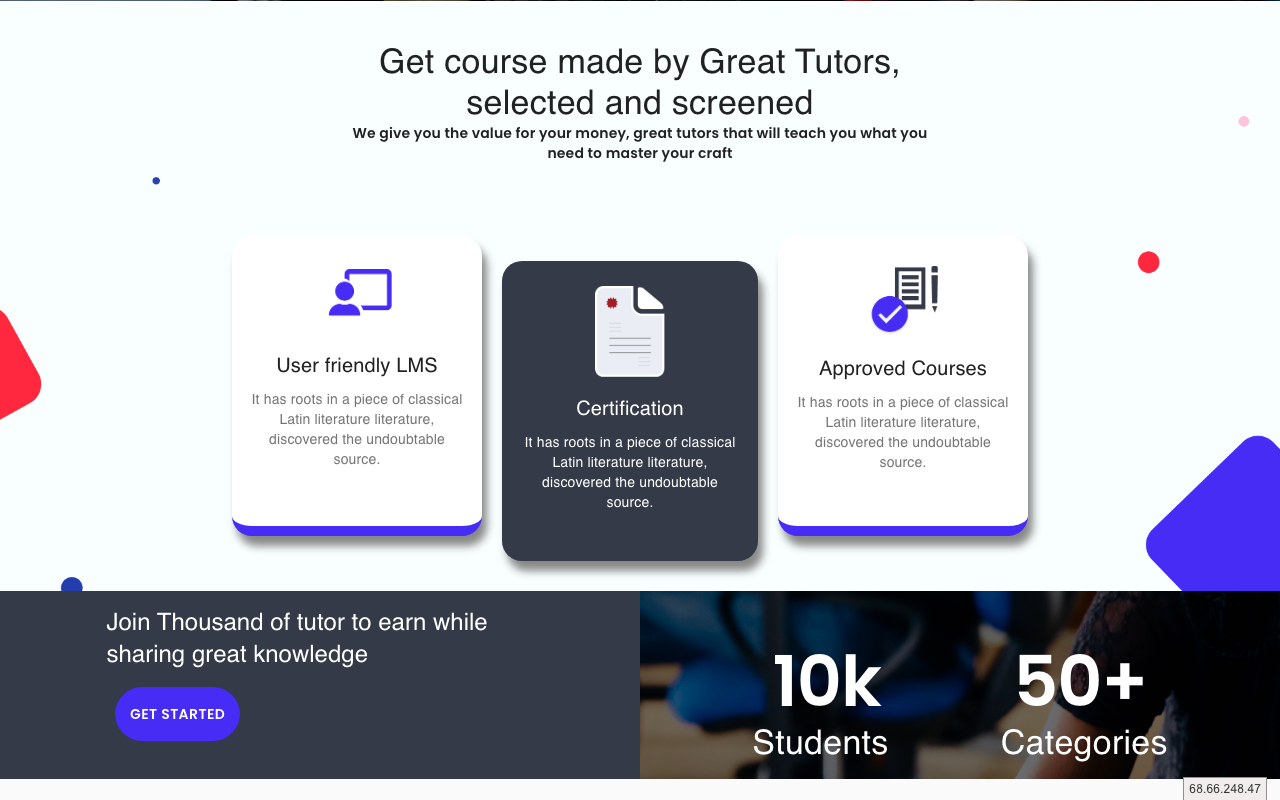 Get course made by Great Tutors,
selected and screened
We give you the value for your money, great tutors that will teach you what you
need to master your craft
User friendly LMS
It has roots in a piece of classical
Latin literature literature,
discovered the undoubtable
source.
Certification
It has roots in a piece of classical
Latin literature literature,
discovered the undoubtable
source.
Approved Courses
It has roots in a piece of classical
Latin literature literature,
discovered the undoubtable
source.
Join Thousand of tutor to earn while
sharing great knowledge
GET STARTED
10k
Students
50+
Categories
68.66.248.47